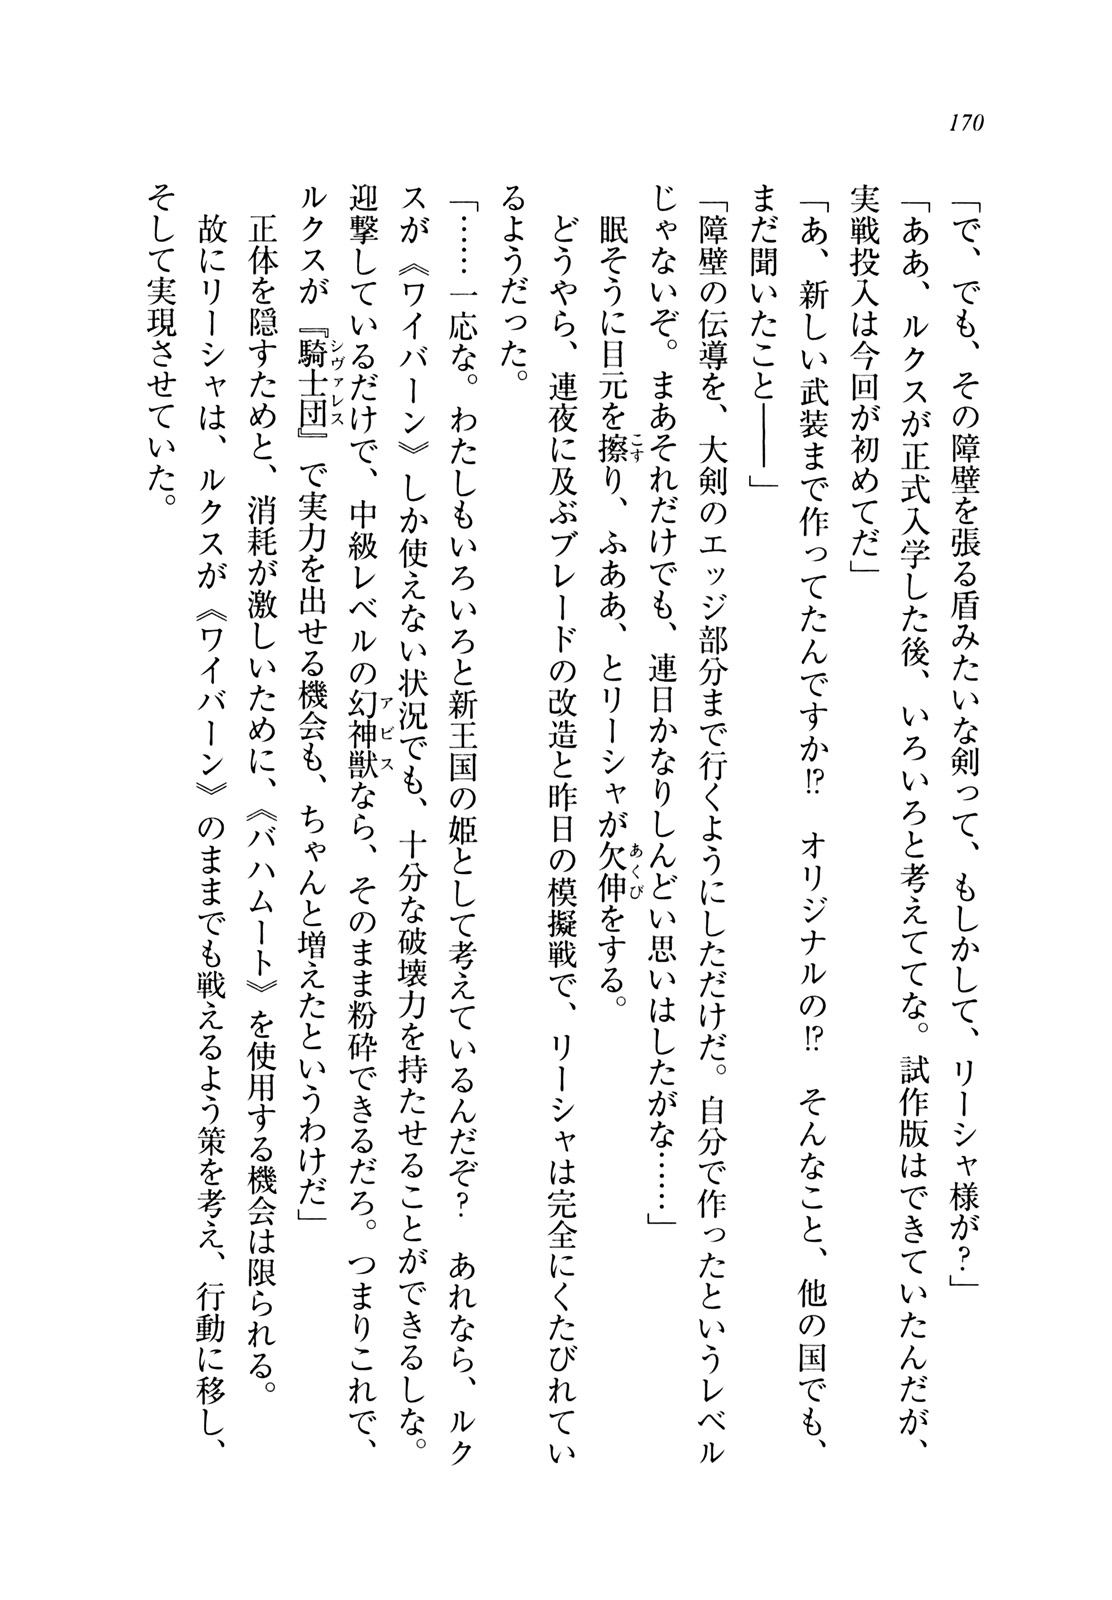 170
「で、でも、その障壁を張る盾みたいな剣って、もしかして、リーシャ様が？」
「ああ、ルクスが正式入学した後、いろいろと考えててな。試作版はできていたんだが、
実戦投入は今回が初めてだ」
「あ、新しい武装まで作ってたんですか!?　オリジナルの!?　そんなこと、他の国でも、
まだ聞いたこと――」
「障壁の伝導を、大剣のエッジ部分まで行くようにしただけだ。自分で作ったというレベル
じゃないぞ。まあそれだけでも、連日かなりしんどい思いはしたがな……」
眠そうに目元を擦り、ふああ、とリーシャが欠伸をする。
こす
あくび
どうやら、連夜に及ぶブレードの改造と昨日の模擬戦で、リーシャは完全にくたびれてい
るようだった。
「……一応な。わたしもいろいろと新王国の姫として考えているんだぞ？　あれなら、ルク
スが《ワイバーン》しか使えない状況でも、十分な破壊力を持たせることができるしな。
迎撃しているだけで、中級レベルの幻神獣なら、そのまま粉砕できるだろ。つまりこれで、
アビス
ルクスが『騎士団』で実力を出せる機会も、ちゃんと増えたというわけだ」
シヴァレス
正体を隠すためと、消耗が激しいために、《バハムート》を使用する機会は限られる。
故にリーシャは、ルクスが《ワイバーン》のままでも戦えるよう策を考え、行動に移し、
そして実現させていた。